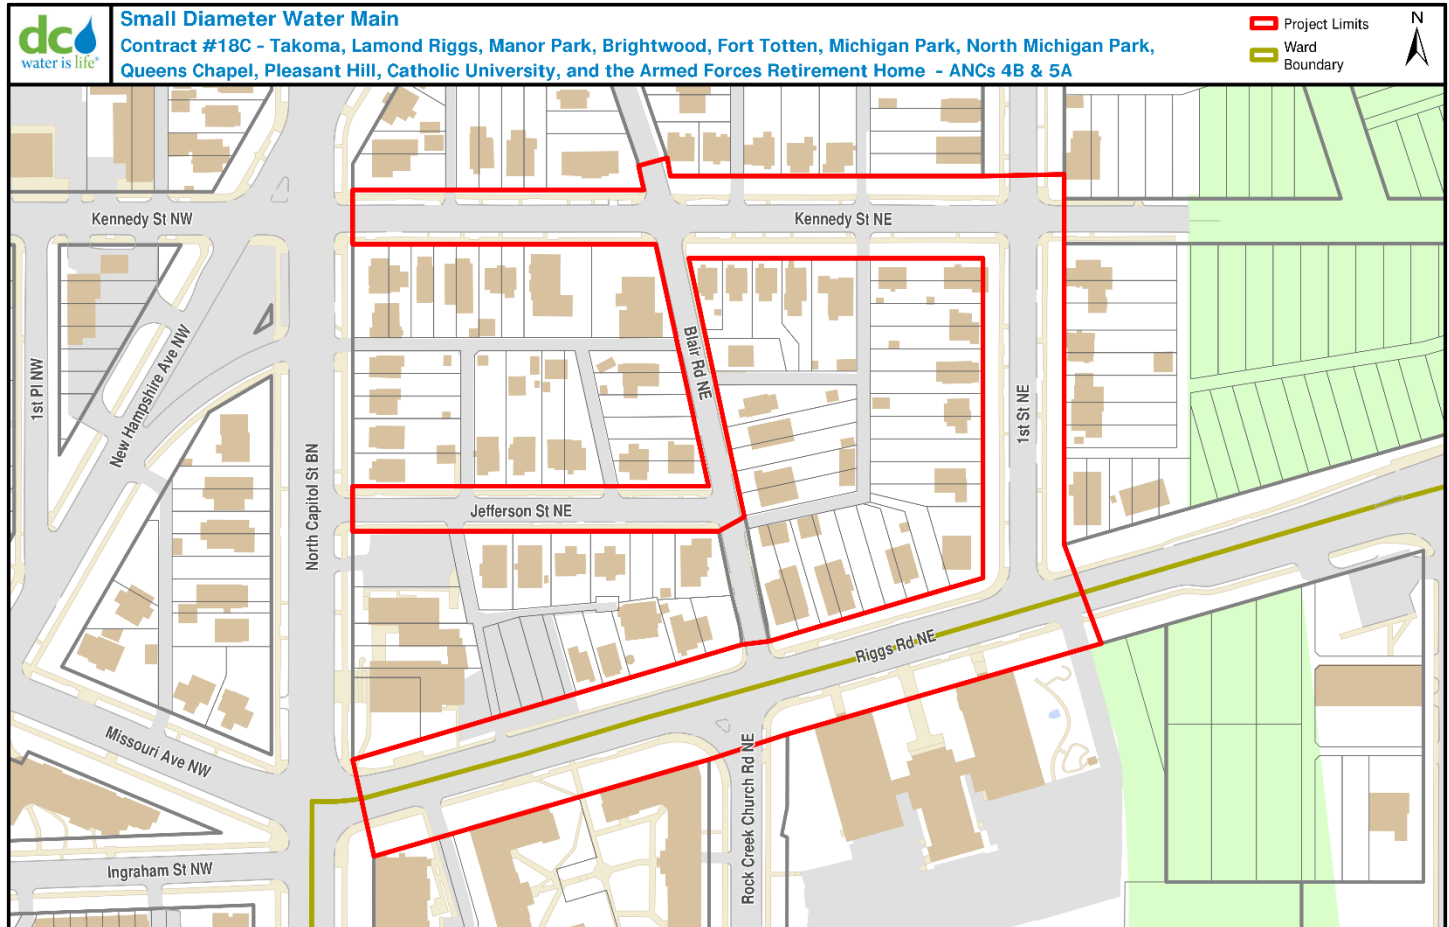 dc
water is life®
Small Diameter Water Main
Contract #18C - Takoma, Lamond Riggs, Manor Park, Brightwood, Fort Totten, Michigan Park, North Michigan Park,
Queens Chapel, Pleasant Hill, Catholic University, and the Armed Forces Retirement Home - ANCs 4B & 5A
Project Limits
Ward
Boundary
N
Kennedy St NW
Kennedy St NE
1st Pl NW
New Hampshire Ave NW
Blair Rd NE
1st St NE
North Capitol St BN
Jefferson St NE
Riggs Rd NE
Missouri Ave NW
Rock Creek Church Rd NE
Ingraham St NW